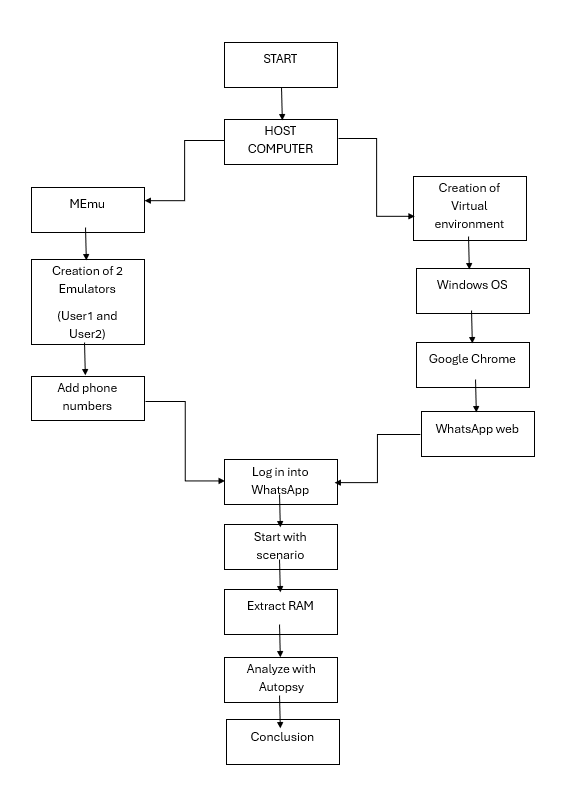 START
HOST
COMPUTER
MEmu
Creation of 2
Emulators
(User1 and
User2)
Add phone
numbers
Creation of
Virtual
environment
Windows OS
Google Chrome
WhatsApp web
Log in into
WhatsApp
Start with
scenario
Extract RAM
Analyze with
Autopsy
Conclusion